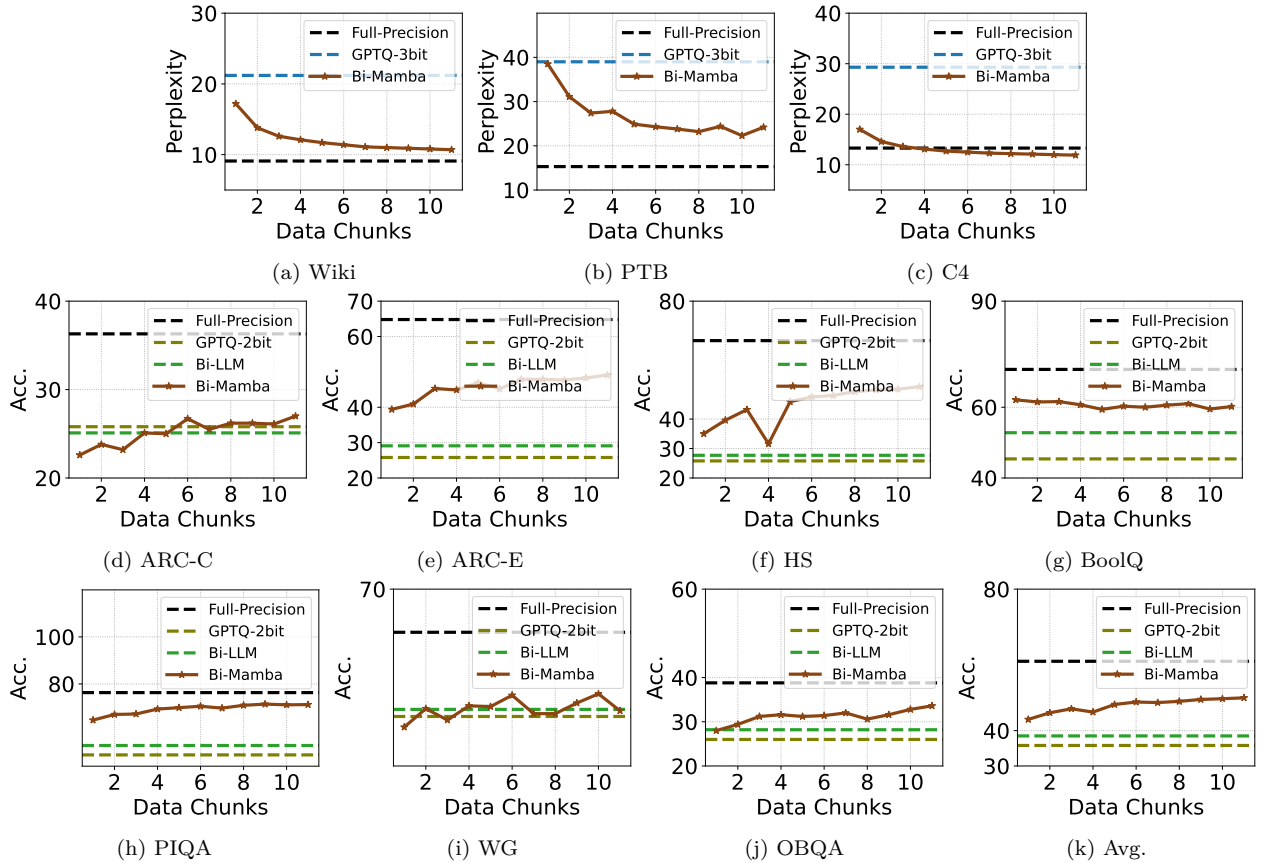 30
20
10
Perplexity
Full-Precision
GPTQ-3bit
Bi-Mamba
2 4 6 8 10
Data Chunks
(a) Wiki
40
30
20
10
Perplexity
Full-Precision
GPTQ-3bit
Bi-Mamba
2 4 6 8 10
Data Chunks
(b) PTB
40
30
20
10
Perplexity
Full-Precision
GPTQ-3bit
Bi-Mamba
2 4 6 8 10
Data Chunks
(c) C4
40
30
20
Acc.
Full-Precision
GPTQ-2bit
Bi-LLM
Bi-Mamba
2 4 6 8 10
Data Chunks
(d) ARC-C
70
60
40
30
20
Acc.
Full-Precision
GPTQ-2bit
Bi-LLM
Bi-Mamba
2 4 6 8 10
Data Chunks
(e) ARC-E
80
40
30
20
Acc.
Full-Precision
GPTQ-2bit
Bi-LLM
Bi-Mamba
2 4 6 8 10
Data Chunks
(f) HS
90
60
40
Acc.
Full-Precision
GPTQ-2bit
Bi-LLM
Bi-Mamba
2 4 6 8 10
Data Chunks
(g) BoolQ
100
80
Acc.
Full-Precision
GPTQ-2bit
Bi-LLM
Bi-Mamba
2 4 6 8 10
Data Chunks
(h) PIQA
70
Acc.
Full-Precision
GPTQ-2bit
Bi-LLM
Bi-Mamba
2 4 6 8 10
Data Chunks
(i) WG
60
40
30
20
Acc.
Full-Precision
GPTQ-2bit
Bi-LLM
Bi-Mamba
2 4 6 8 10
Data Chunks
(j) OBQA
80
40
30
Acc.
Full-Precision
GPTQ-2bit
Bi-LLM
Bi-Mamba
2 4 6 8 10
Data Chunks
(k) Avg.